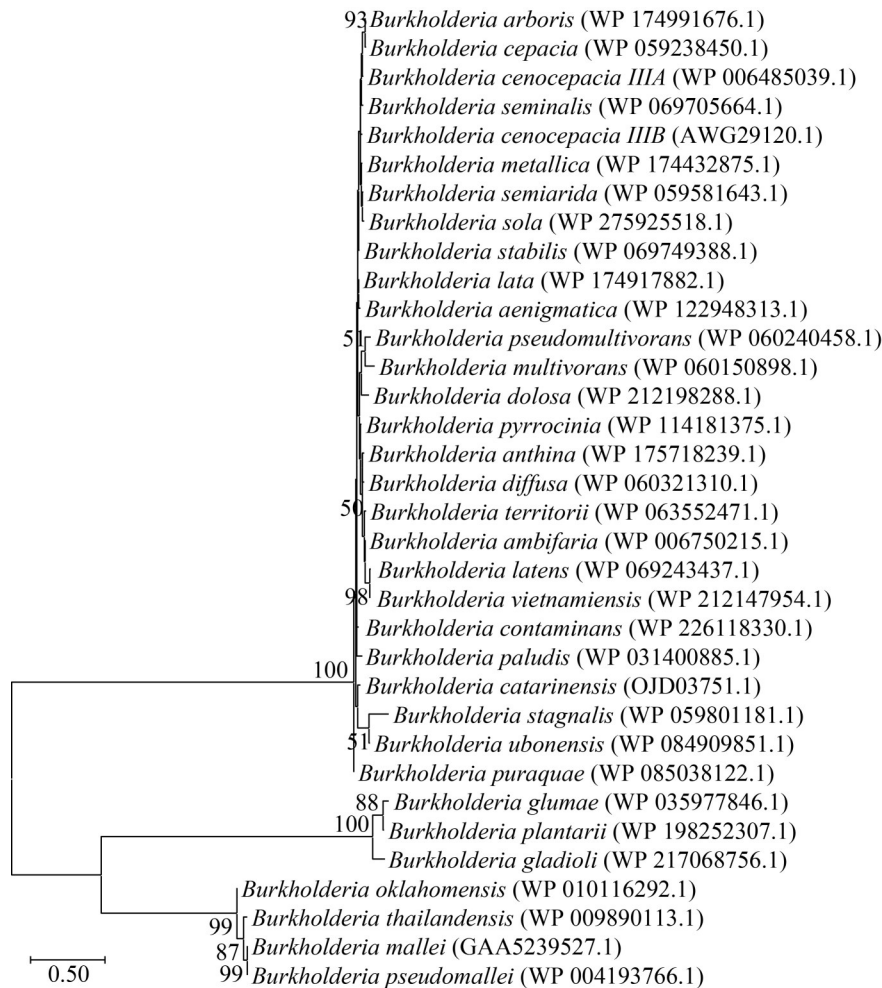 93
Burkholderia arboris (WP 174991676.1)
Burkholderia cepacia (WP 059238450.1)
Burkholderia cenocepacia IIIA (WP 006485039.1)
Burkholderia seminalis (WP 069705664.1)
Burkholderia cenocepacia IIIB (AWG29120.1)
Burkholderia metallica (WP 174432875.1)
Burkholderia semiarida (WP 059581643.1)
Burkholderia sola (WP 275925518.1)
Burkholderia stabilis (WP 069749388.1)
Burkholderia lata (WP 174917882.1)
Burkholderia aenigmatica (WP 122948313.1)
51
Burkholderia pseudomultivorans (WP 060240458.1)
Burkholderia multivorans (WP 060150898.1)
Burkholderia dolosa (WP 212198288.1)
Burkholderia pyrrocinia (WP 114181375.1)
Burkholderia anthina (WP 175718239.1)
Burkholderia diffusa (WP 060321310.1)
50
Burkholderia territorii (WP 063552471.1)
Burkholderia ambifaria (WP 006750215.1)
Burkholderia latens (WP 069243437.1)
98
Burkholderia vietnamiensis (WP 212147954.1)
Burkholderia contaminans (WP 226118330.1)
Burkholderia paludis (WP 031400885.1)
100
Burkholderia catarinensis (OJD03751.1)
Burkholderia stagnalis (WP 059801181.1)
51
Burkholderia ubonensis (WP 084909851.1)
Burkholderia puraquae (WP 085038122.1)
88
Burkholderia glumae (WP 035977846.1)
100
Burkholderia plantarii (WP 198252307.1)
Burkholderia gladioli (WP 217068756.1)
Burkholderia oklahomensis (WP 010116292.1)
99
Burkholderia thailandensis (WP 009890113.1)
87
Burkholderia mallei (GAA5239527.1)
99
Burkholderia pseudomallei (WP 004193766.1)
0.50